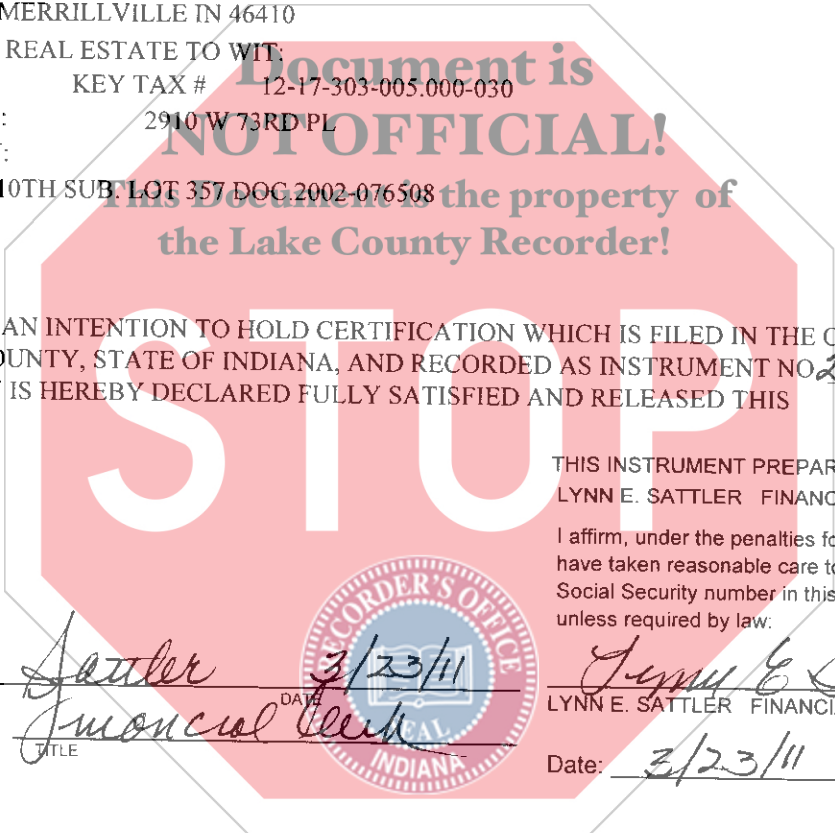 MERRILLVILLE IN 46410
REAL ESTATE TO WIT:
Document is
KEY TAX # 12-17-303-005.000-030
: 2910 W 73RD PL
NOT OFFICIAL!
:
10TH SUB. LOT 357 DOC.2002-076508
This Document is the property of
the Lake County Recorder!
STOP
AN INTENTION TO HOLD CERTIFICATION WHICH IS FILED IN THE
OUNTY, STATE OF INDIANA, AND RECORDED AS INSTRUMENT NO 2
IS HEREBY DECLARED FULLY SATISFIED AND RELEASED THIS
THIS INSTRUMENT PREPAR
LYNN E. SATTLER FINANC
I affirm, under the penalties fo
have taken reasonable care to
Social Security number in this
unless required by law.
RECORDER'S OFFICE
SEAL
INDIANA
Sattler 3/23/11
DATE
Financial Clerk
TITLE
Lynn E S
LYNN E. SATTLER FINANCI
Date: 3/23/11